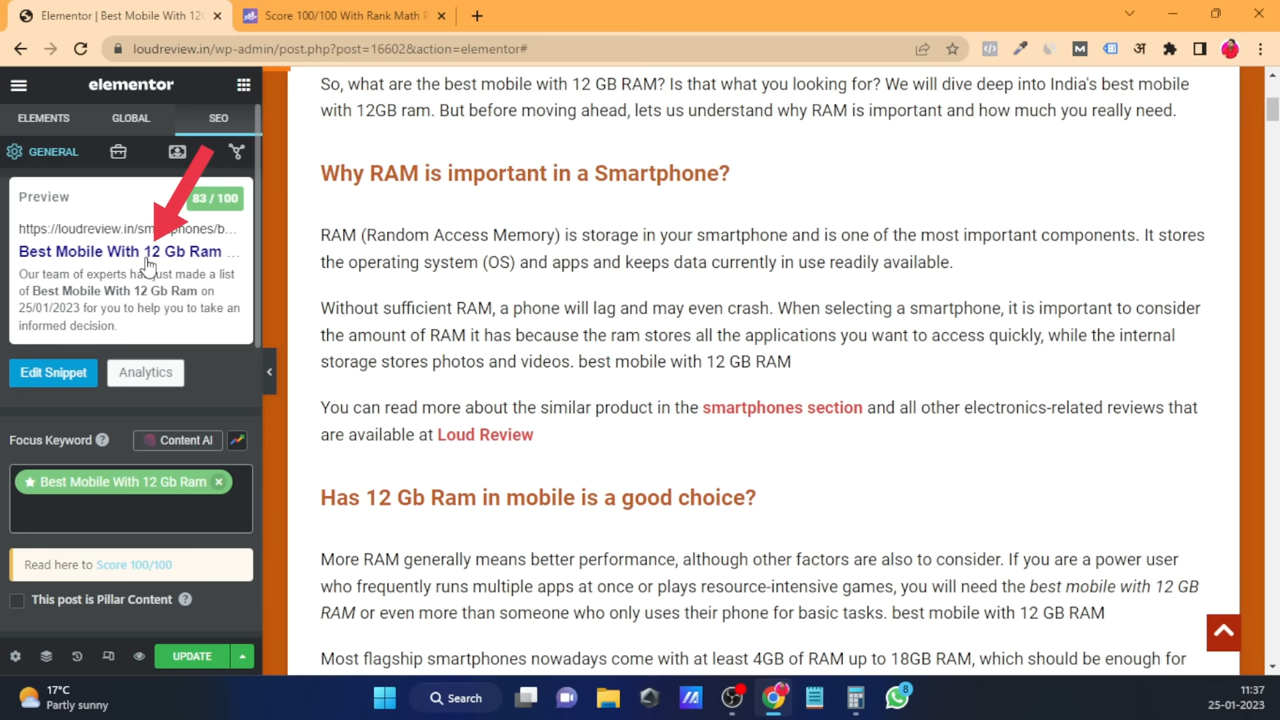 Elementor | Best Mobile With 12G
Score 100/100 With Rank Math P
loudreview.in/wp-admin/post.php?post=16602&action=elementor#
अ
elementor
ELEMENTS GLOBAL SEO
GENERAL
Preview
83 / 100
https://loudreview.in/smartphones/b...
Best Mobile With 12 Gb Ram ...
Our team of experts has just made a list
of Best Mobile With 12 Gb Ram on
25/01/2023 for you to help you to take an
informed decision.
Edit Snippet Analytics
Focus Keyword ? Content AI
★ Best Mobile With 12 Gb Ram ×
Read here to Score 100/100
This post is Pillar Content ?
UPDATE
So, what are the best mobile with 12 GB RAM? Is that what you looking for? We will dive deep into India's best mobile
with 12GB ram. But before moving ahead, lets us understand why RAM is important and how much you really need.
Why RAM is important in a Smartphone?
RAM (Random Access Memory) is storage in your smartphone and is one of the most important components. It stores
the operating system (OS) and apps and keeps data currently in use readily available.
Without sufficient RAM, a phone will lag and may even crash. When selecting a smartphone, it is important to consider
the amount of RAM it has because the ram stores all the applications you want to access quickly, while the internal
storage stores photos and videos. best mobile with 12 GB RAM
You can read more about the similar product in the smartphones section and all other electronics-related reviews that
are available at Loud Review
Has 12 Gb Ram in mobile is a good choice?
More RAM generally means better performance, although other factors are also to consider. If you are a power user
who frequently runs multiple apps at once or plays resource-intensive games, you will need the best mobile with 12 GB
RAM or even more than someone who only uses their phone for basic tasks. best mobile with 12 GB RAM
Most flagship smartphones nowadays come with at least 4GB of RAM up to 18GB RAM, which should be enough for
17°C
Partly sunny
Search
8
11:37
25-01-2023